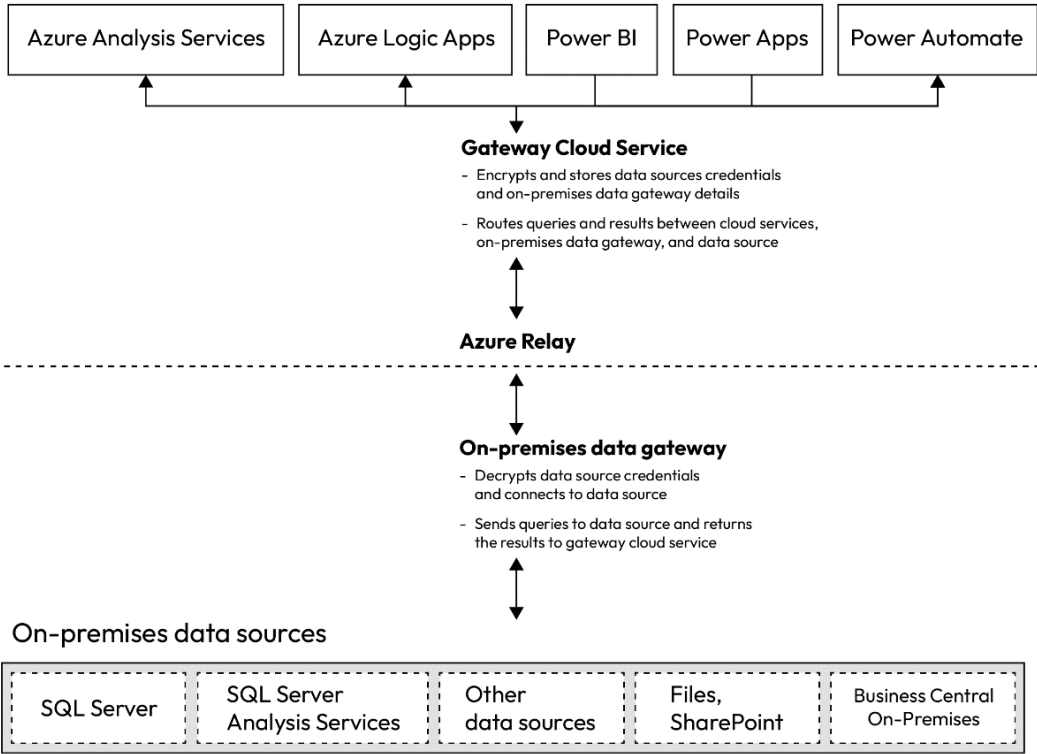 Azure Analysis Services
Azure Logic Apps
Power BI
Power Apps
Power Automate
Gateway Cloud Service
- Encrypts and stores data sources credentials
and on-premises data gateway details
- Routes queries and results between cloud services,
on-premises data gateway, and data source
Azure Relay
On-premises data gateway
- Decrypts data source credentials
and connects to data source
- Sends queries to data source and returns
the results to gateway cloud service
On-premises data sources
SQL Server
SQL Server
Analysis Services
Other
data sources
Files,
SharePoint
Business Central
On-Premises